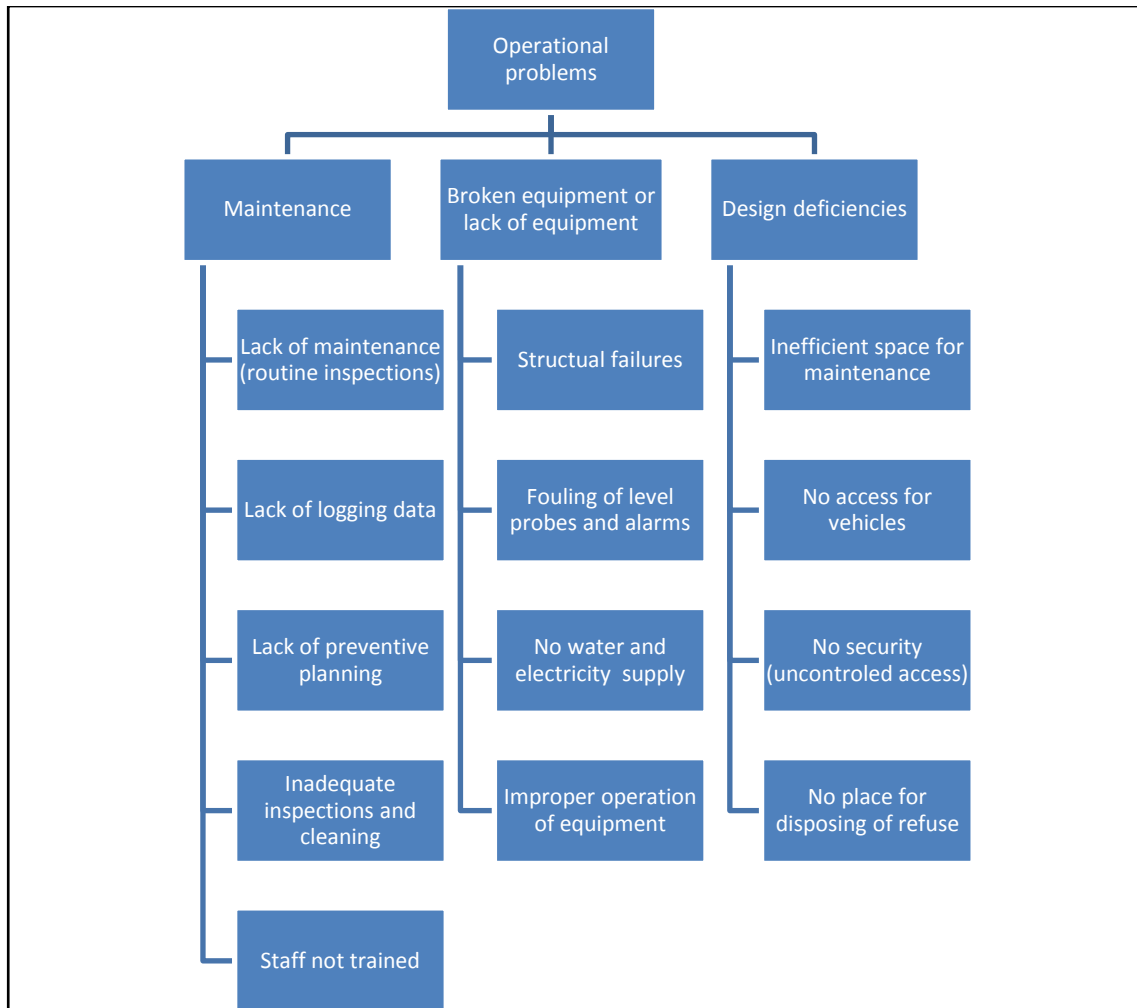 Operational
problems
Maintenance
Broken equipment or
lack of equipment
Design deficiencies
Lack of maintenance
(routine inspections)
Lack of logging data
Lack of preventive
planning
Inadequate
inspections and
cleaning
Staff not trained
Structual failures
Fouling of level
probes and alarms
No water and
electricity supply
Improper operation
of equipment
Inefficient space for
maintenance
No access for
vehicles
No security
(uncontroled access)
No place for
disposing of refuse